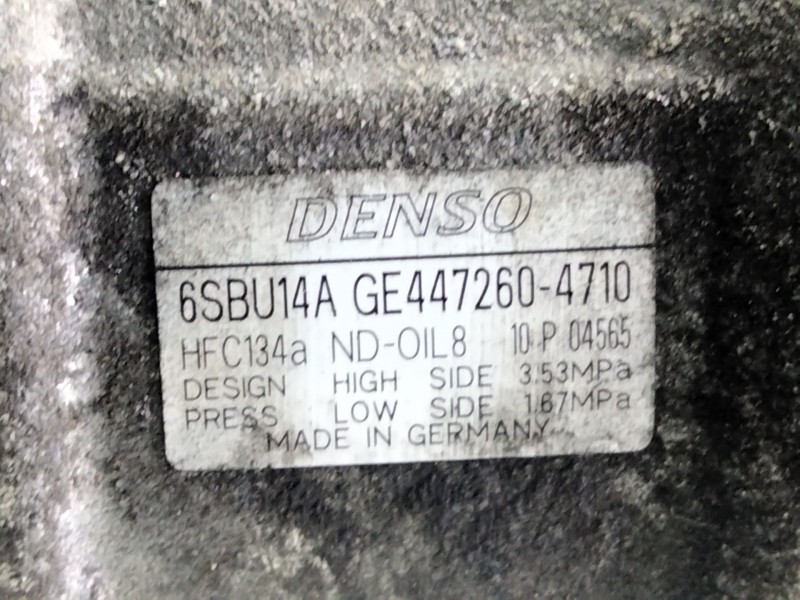 DENSO
6SBU14A GE447260-4710
HFC134a ND-OIL8 10 P 04565
DESIGN HIGH SIDE 3.53MPa
PRESS LOW SIDE 1.67MPa
MADE IN GERMANY